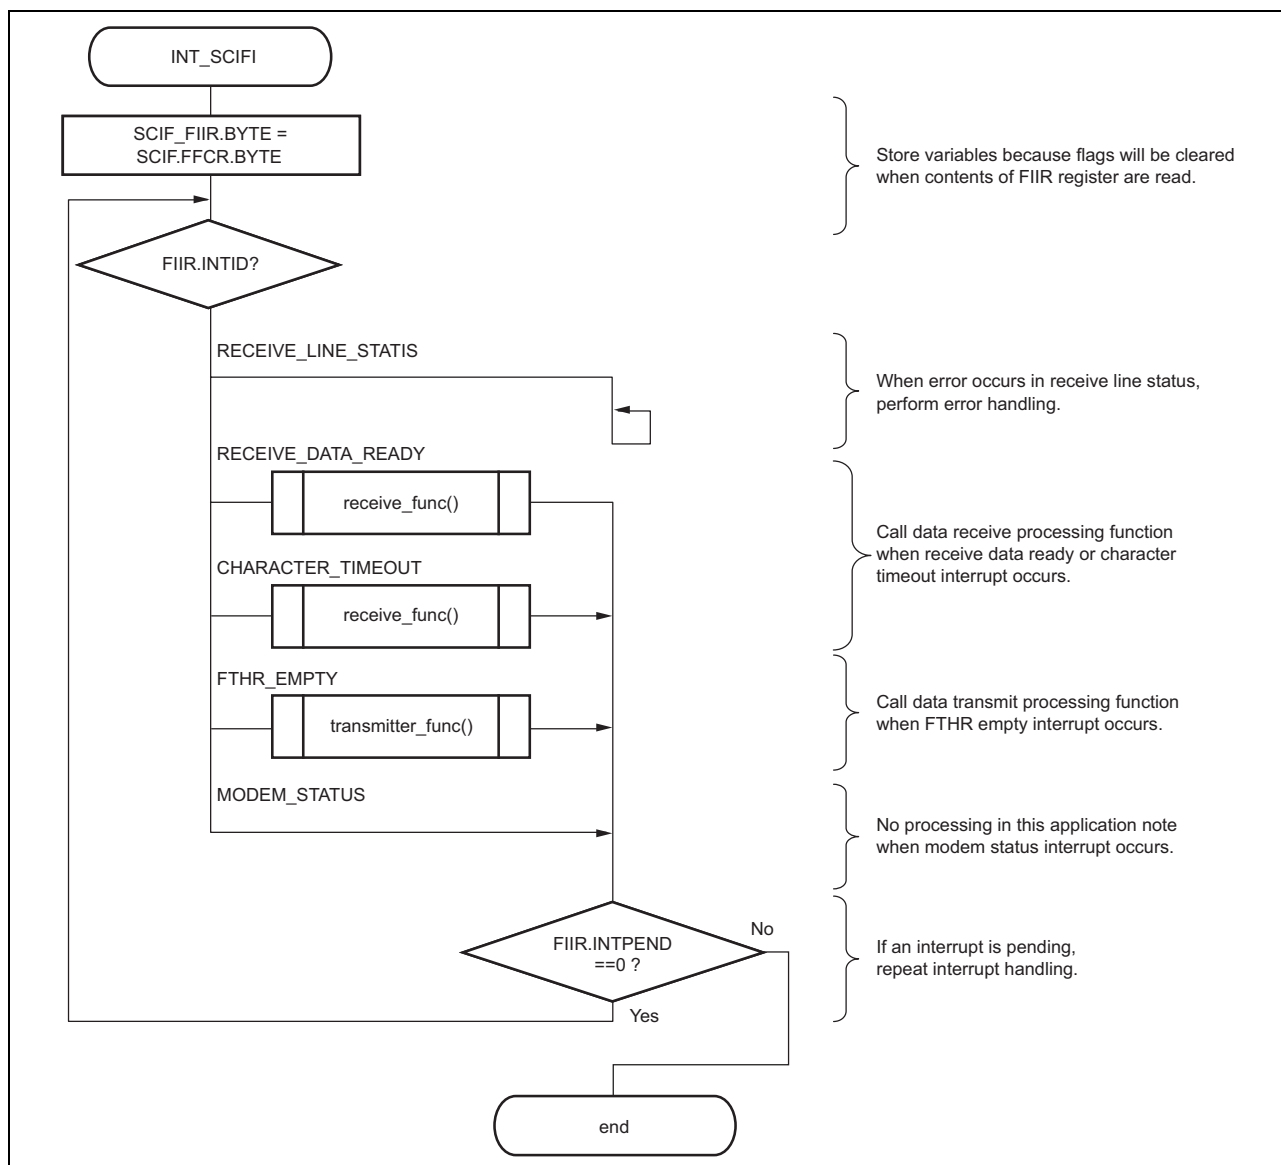 INT_SCIFI
SCIF_FIIR.BYTE =
SCIF.FFCR.BYTE
Store variables because flags will be cleared
when contents of FIIR register are read.
FIIR.INTID?
RECEIVE_LINE_STATIS
When error occurs in receive line status,
perform error handling.
RECEIVE_DATA_READY
receive_func()
Call data receive processing function
when receive data ready or character
timeout interrupt occurs.
CHARACTER_TIMEOUT
receive_func()
FTHR_EMPTY
transmitter_func()
Call data transmit processing function
when FTHR empty interrupt occurs.
MODEM_STATUS
No processing in this application note
when modem status interrupt occurs.
FIIR.INTPEND
==0 ?
No
Yes
If an interrupt is pending,
repeat interrupt handling.
end